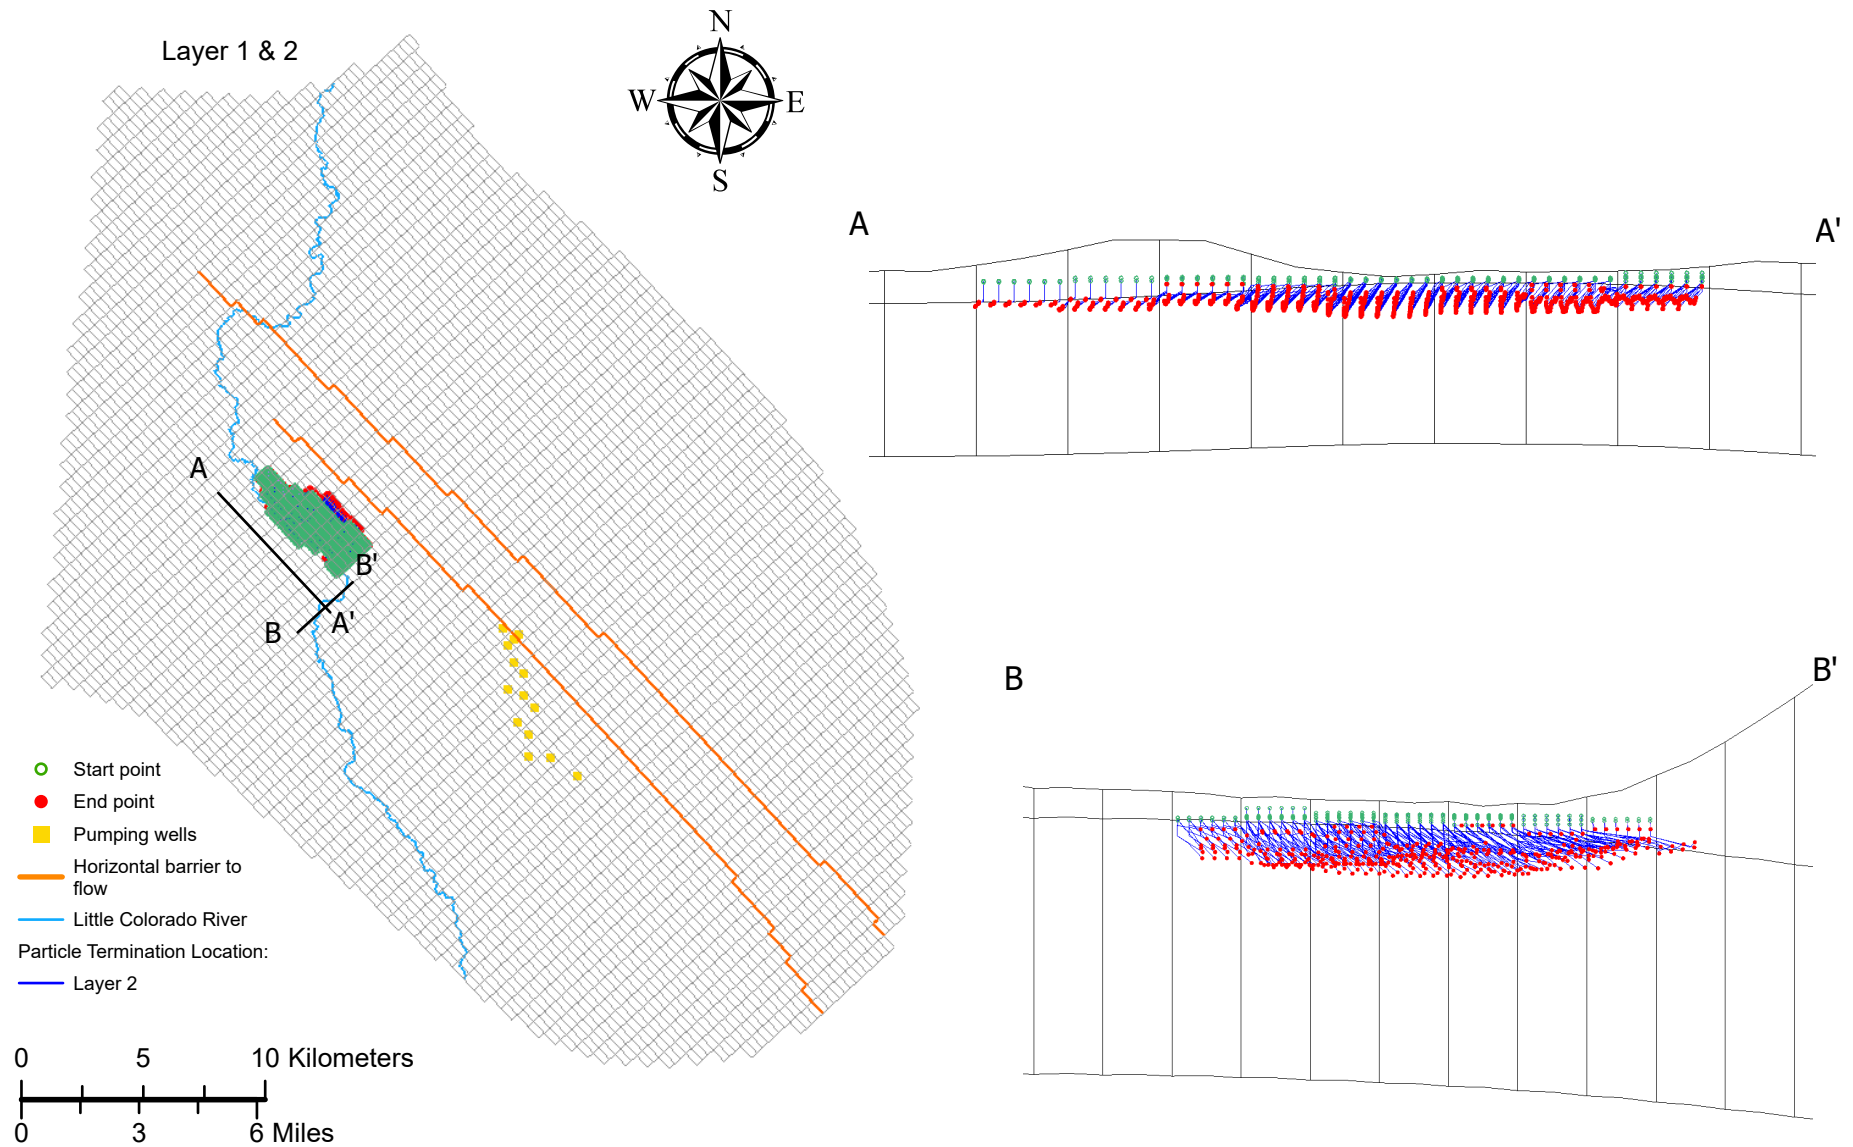 N
Layer 1 & 2
W
E
S
A
A'
A
B'
A'
B
B
B'
Start point
End point
Pumping wells
Horizontal barrier to
flow
Little Colorado River
Particle Termination Location:
Layer 2
0
5
10 Kilometers
0
3
6 Miles